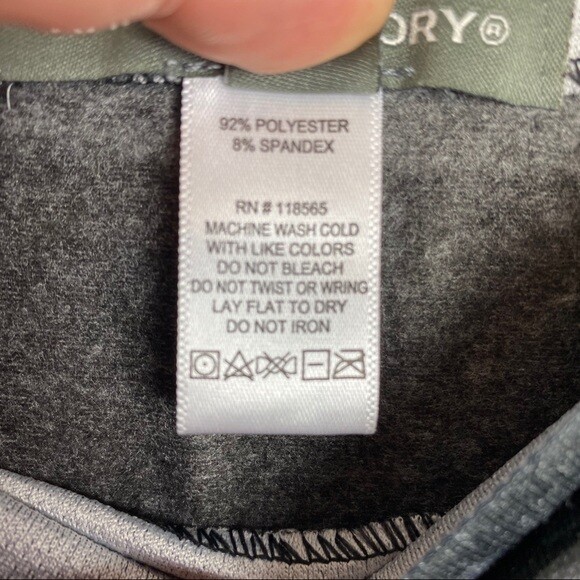 ORY®
92% POLYESTER
8% SPANDEX
RN # 118565
MACHINE WASH COLD
WITH LIKE COLORS
DO NOT BLEACH
DO NOT TWIST OR WRING
LAY FLAT TO DRY
DO NOT IRON